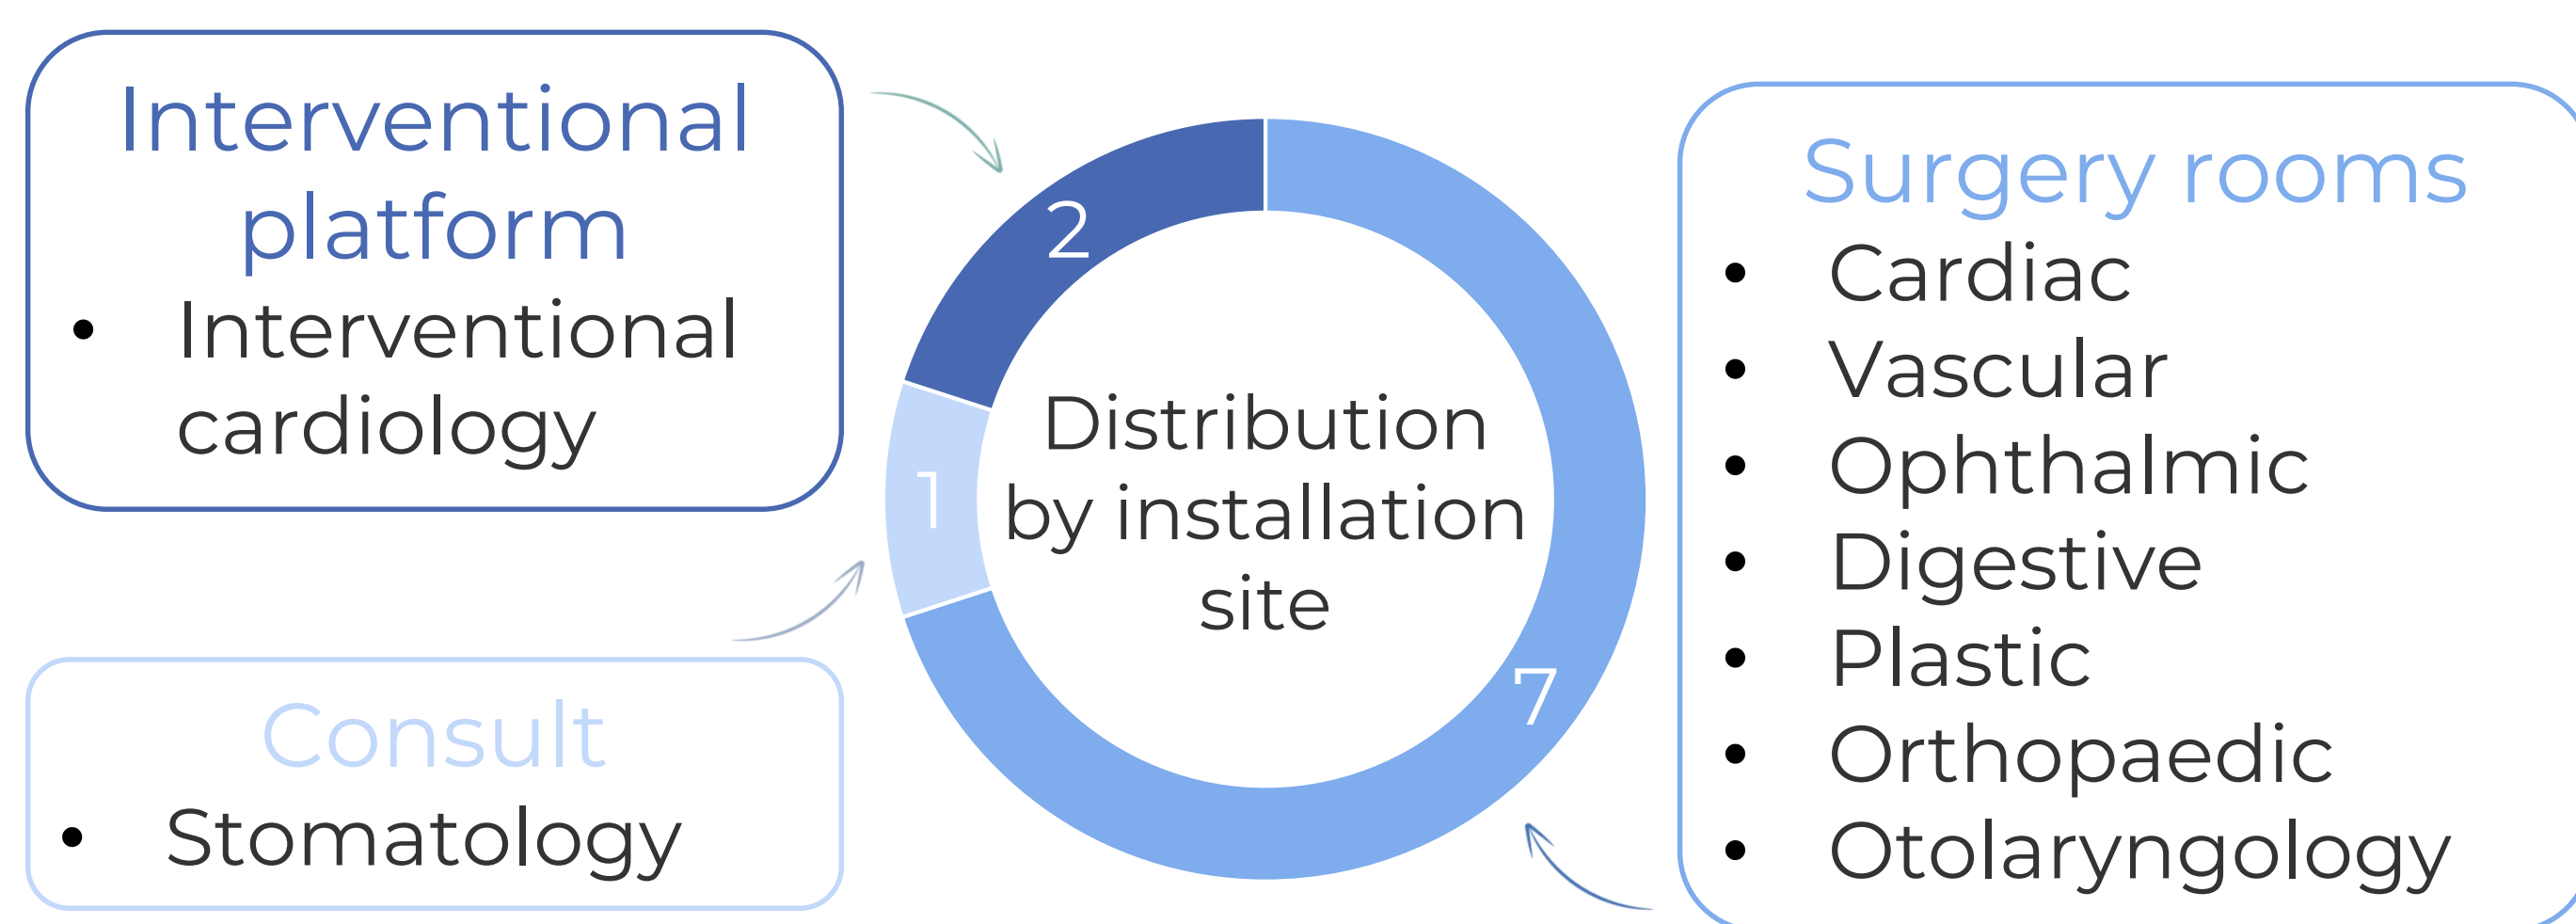 Interventional
platform
• Interventional
cardiology
Consult
• Stomatology
2
1
7
Distribution
by installation
site
Surgery rooms
• Cardiac
• Vascular
• Ophthalmic
• Digestive
• Plastic
• Orthopaedic
• Otolaryngology